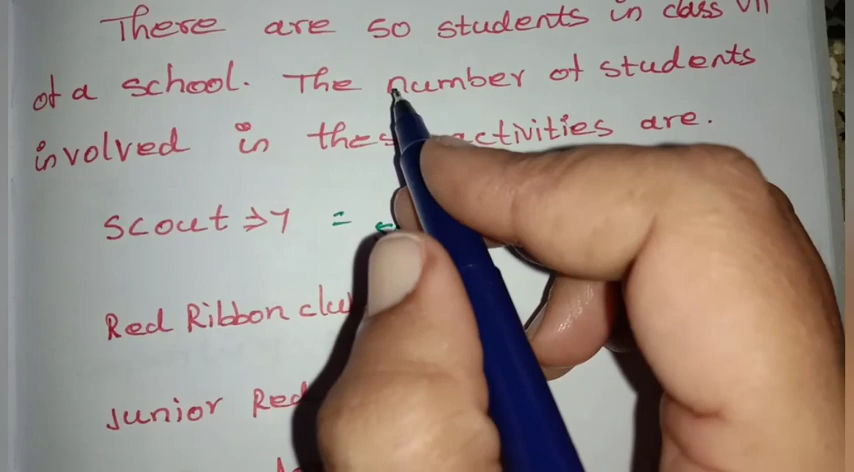 There are 50 students in class VII
of a school. The number of students
involved in thes activities are.
Scout ⇒ 7 =
Red Ribbon clu
Junior Red